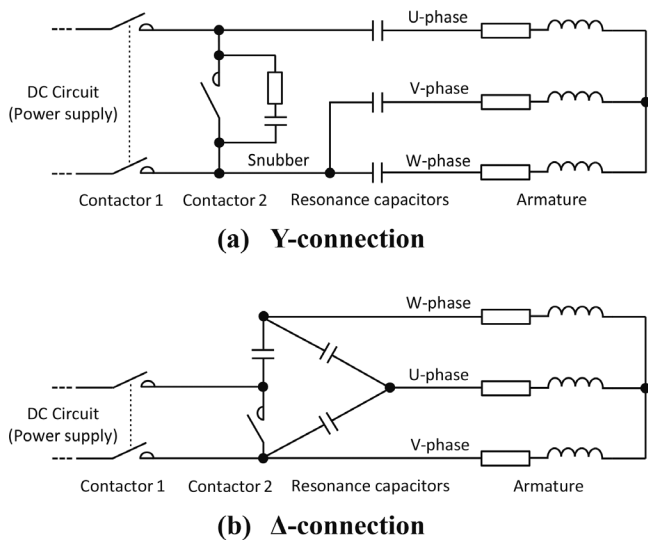 U-phase
DC Circuit
(Power supply)
V-phase
Snubber
W-phase
Contactor 1 Contactor 2 Resonance capacitors Armature
(a) Y-connection
W-phase
U-phase
DC Circuit
(Power supply)
V-phase
Contactor 1 Contactor 2 Resonance capacitors Armature
(b) Δ-connection